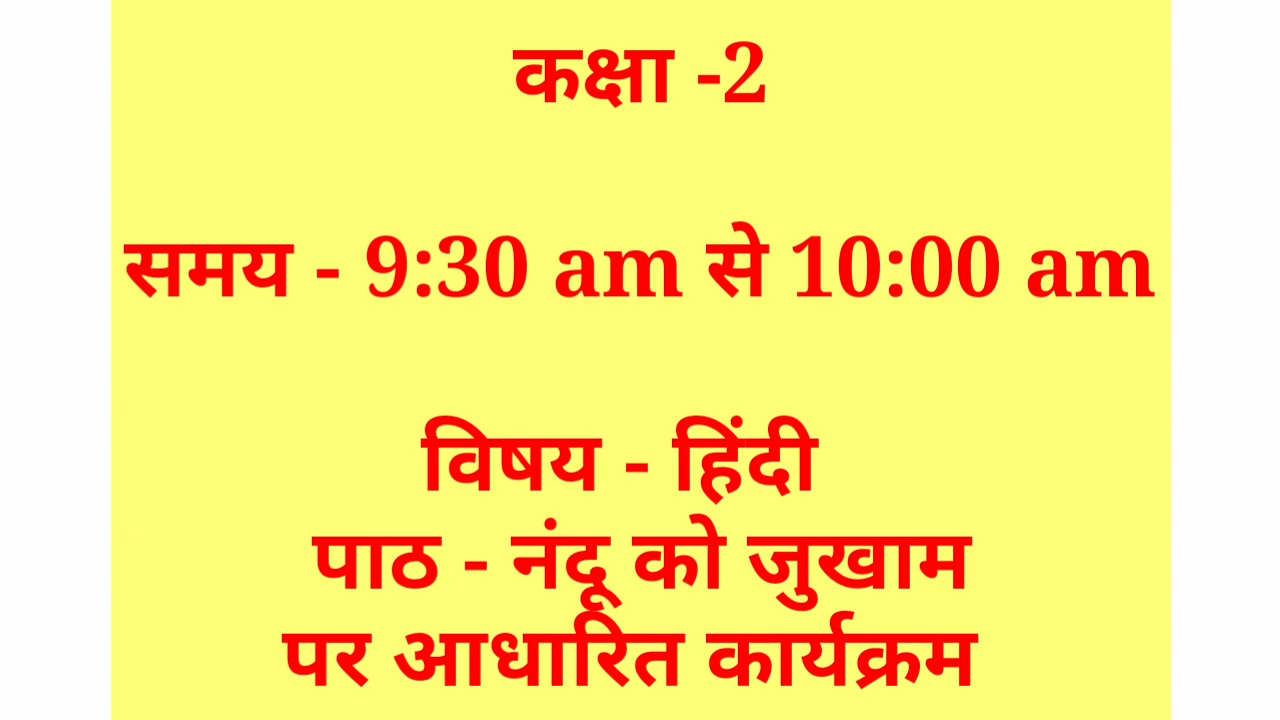 कक्षा -2
समय - 9:30 am से 10:00 am
विषय - हिंदी
पाठ - नंदू को जुखाम
पर आधारित कार्यक्रम